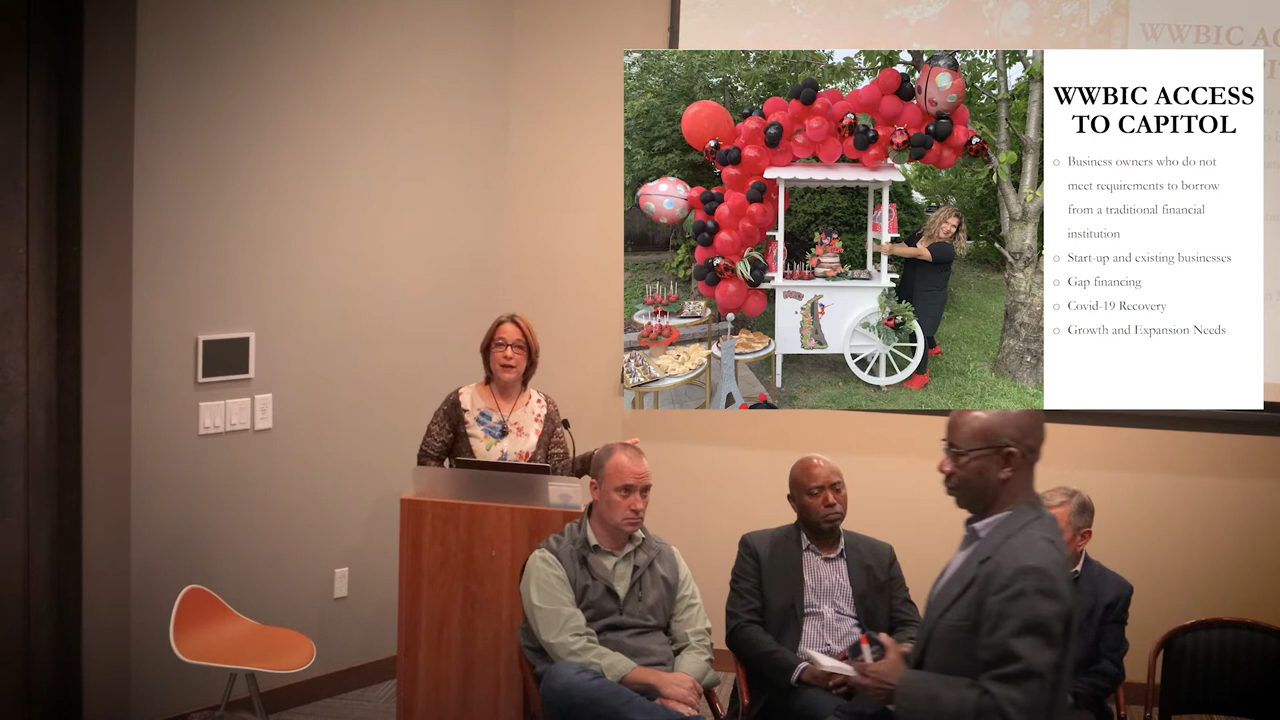 WWBIC AC
WWBIC ACCESS
TO CAPITOL
○ Business owners who do not
meet requirements to borrow
from a traditional financial
institution
○ Start-up and existing businesses
○ Gap financing
○ Covid-19 Recovery
○ Growth and Expansion Needs